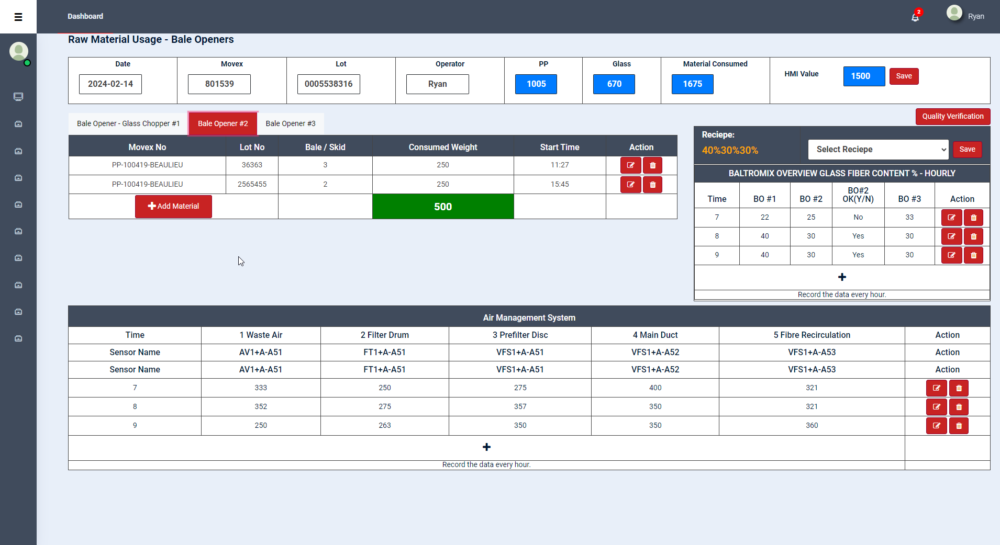 Dashboard
2
Ryan
Raw Material Usage - Bale Openers
Date Movex Lot Operator PP Glass Material Consumed
HMI Value
2024-02-14 801539 0005538316 Ryan 1005 670 1675 1500 Save
Quality Verification
Bale Opener - Glass Chopper #1 Bale Opener #2 Bale Opener #3
Movex No Lot No Bale / Skid Consumed Weight Start Time Action
PP-100419-BEAULIEU 36363 3 250 11:27
PP-100419-BEAULIEU 2565455 2 250 15:45
Add Material 500
Reciepe:
40%30%30% Select Reciepe Save
BALTROMIX OVERVIEW GLASS FIBER CONTENT % - HOURLY
Time BO #1 BO #2 BO#2 OK(Y/N) BO #3 Action
7 22 25 No 33
8 40 30 Yes 30
9 40 30 Yes 30
Record the data every hour.
Air Management System
Time 1 Waste Air 2 Filter Drum 3 Prefilter Disc 4 Main Duct 5 Fibre Recirculation Action
Sensor Name AV1+A-A51 FT1+A-A51 VFS1+A-A51 VFS1+A-A52 VFS1+A-A53 Action
Sensor Name AV1+A-A51 FT1+A-A51 VFS1+A-A51 VFS1+A-A52 VFS1+A-A53 Action
7 333 250 275 400 321
8 352 275 357 350 321
9 250 263 350 350 360
Record the data every hour.